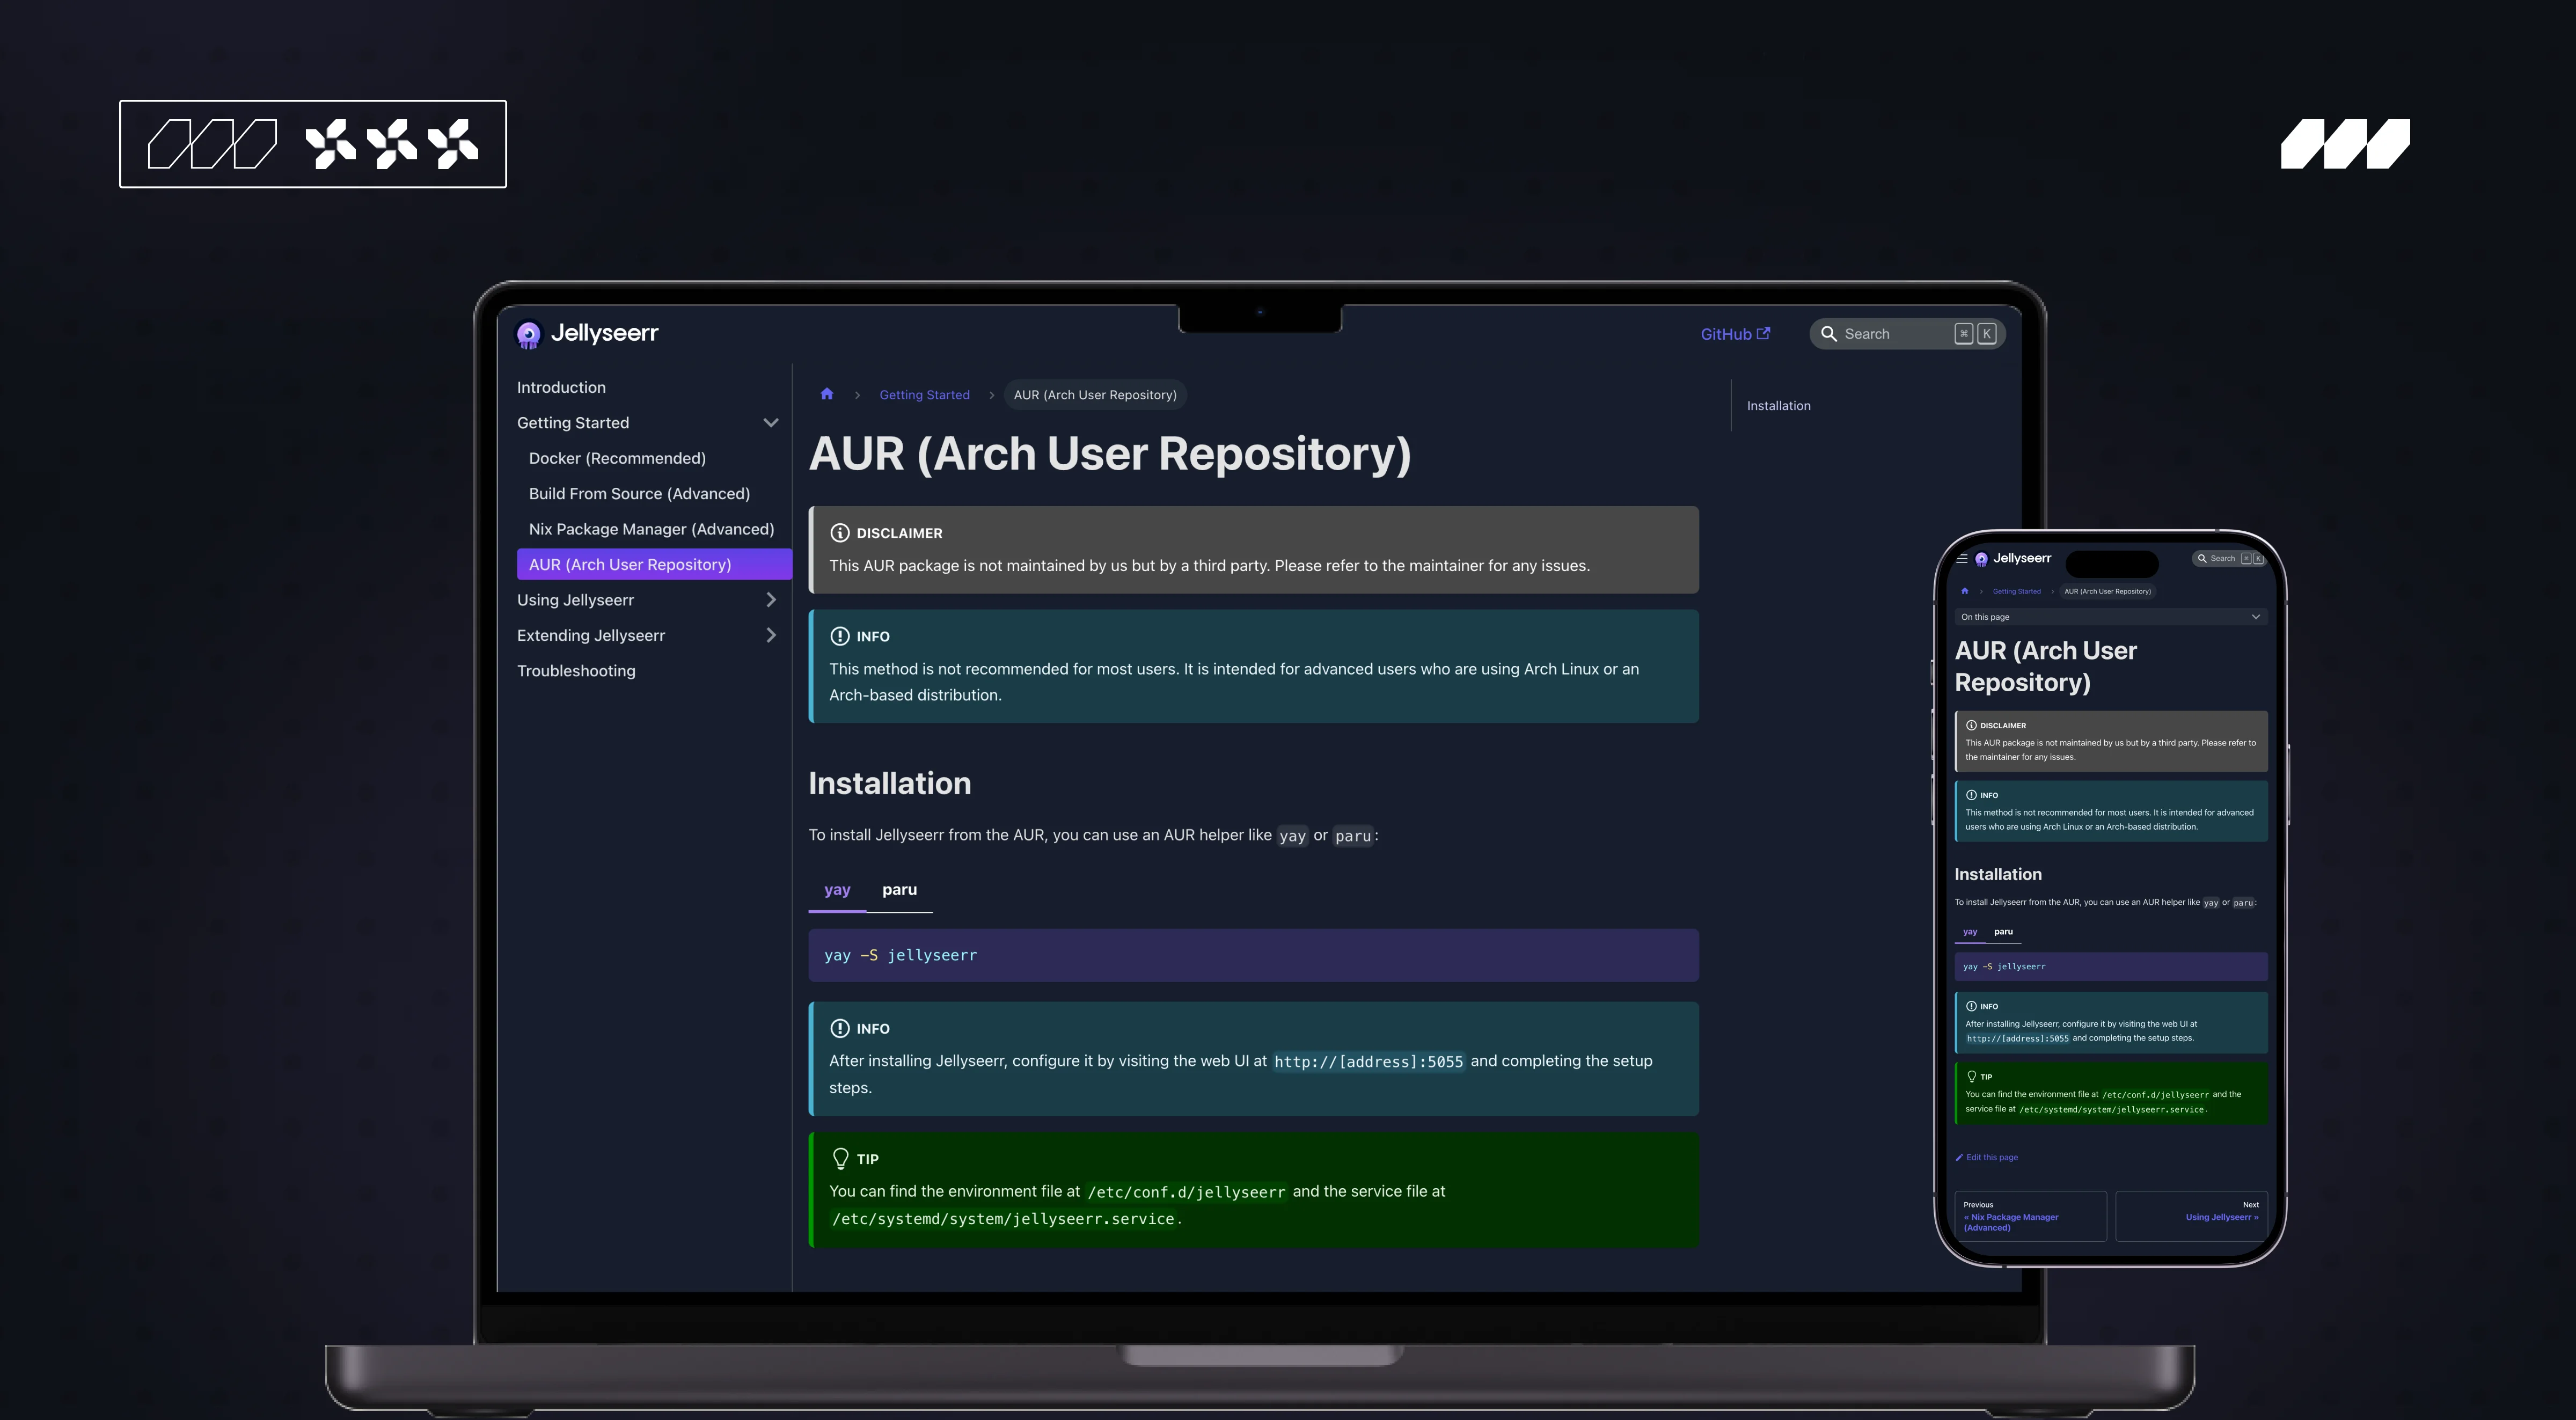 Jellyseerr
GitHub
Search
⌘ K
Introduction
Getting Started
Docker (Recommended)
Build From Source (Advanced)
Nix Package Manager (Advanced)
AUR (Arch User Repository)
Using Jellyseerr
Extending Jellyseerr
Troubleshooting
Getting Started
AUR (Arch User Repository)
AUR (Arch User Repository)
DISCLAIMER
This AUR package is not maintained by us but by a third party. Please refer to the maintainer for any issues.
INFO
This method is not recommended for most users. It is intended for advanced users who are using Arch Linux or an
Arch-based distribution.
Installation
To install Jellyseerr from the AUR, you can use an AUR helper like yay or paru:
yay paru
yay -S jellyseerr
INFO
After installing Jellyseerr, configure it by visiting the web UI at http://[address]:5055 and completing the setup
steps.
TIP
You can find the environment file at /etc/conf.d/jellyseerr and the service file at
/etc/systemd/system/jellyseerr.service.
Installation
Jellyseerr
Search
⌘ K
Getting Started
AUR (Arch User Repository)
On this page
AUR (Arch User
Repository)
DISCLAIMER
This AUR package is not maintained by us but by a third party. Please refer to
the maintainer for any issues.
INFO
This method is not recommended for most users. It is intended for advanced
users who are using Arch Linux or an Arch-based distribution.
Installation
To install Jellyseerr from the AUR, you can use an AUR helper like yay or paru:
yay paru
yay -S jellyseerr
INFO
After installing Jellyseerr, configure it by visiting the web UI at
http://[address]:5055 and completing the setup steps.
TIP
You can find the environment file at /etc/conf.d/jellyseerr and the
service file at /etc/systemd/system/jellyseerr.service.
Edit this page
Previous
« Nix Package Manager
(Advanced)
Next
Using Jellyseerr »